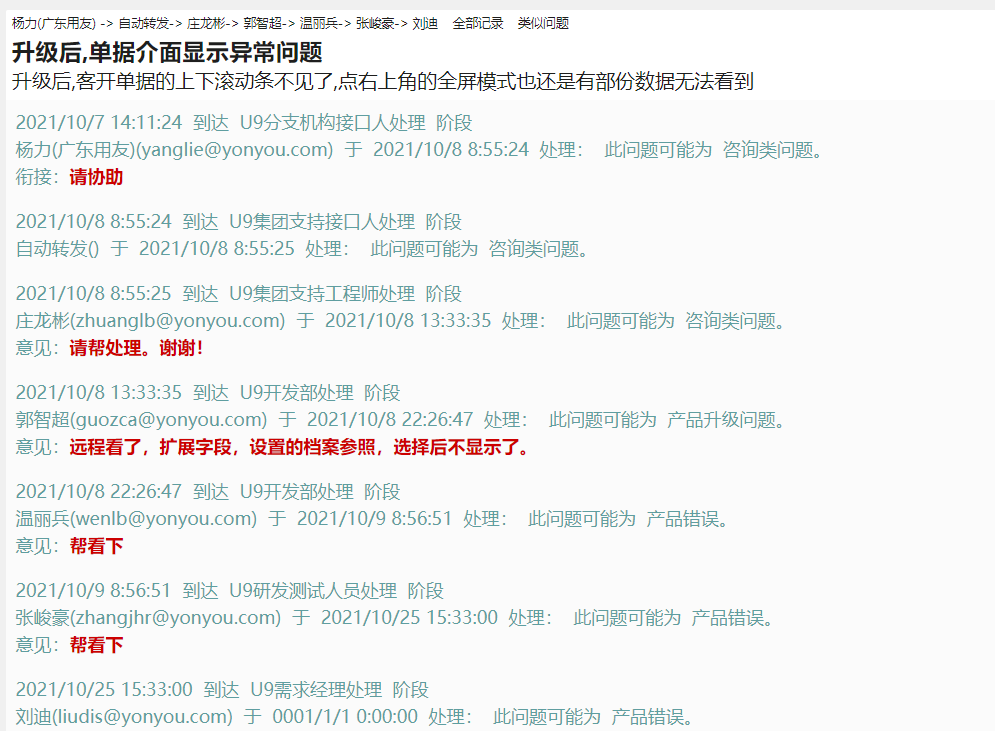 杨力(广东用友) -> 自动转发-> 庄龙彬-> 郭智超-> 温丽兵-> 张峻豪-> 刘迪 全部记录 类似问题
升级后,单据介面显示异常问题
升级后,客开单据的上下滚动条不见了,点右上角的全屏模式也还是有部份数据无法看到
2021/10/7 14:11:24 到达 U9分支机构接口人处理 阶段
杨力(广东用友)(yanglie@yonyou.com) 于 2021/10/8 8:55:24 处理： 此问题可能为 咨询类问题。
衔接：请协助
2021/10/8 8:55:24 到达 U9集团支持接口人处理 阶段
自动转发() 于 2021/10/8 8:55:25 处理： 此问题可能为 咨询类问题。
2021/10/8 8:55:25 到达 U9集团支持工程师处理 阶段
庄龙彬(zhuanglb@yonyou.com) 于 2021/10/8 13:33:35 处理： 此问题可能为 咨询类问题。
意见：请帮处理。谢谢！
2021/10/8 13:33:35 到达 U9开发部处理 阶段
郭智超(guozca@yonyou.com) 于 2021/10/8 22:26:47 处理： 此问题可能为 产品升级问题。
意见：远程看了，扩展字段，设置的档案参照，选择后不显示了。
2021/10/8 22:26:47 到达 U9开发部处理 阶段
温丽兵(wenlb@yonyou.com) 于 2021/10/9 8:56:51 处理： 此问题可能为 产品错误。
意见：帮看下
2021/10/9 8:56:51 到达 U9研发测试人员处理 阶段
张峻豪(zhangjhr@yonyou.com) 于 2021/10/25 15:33:00 处理： 此问题可能为 产品错误。
意见：帮看下
2021/10/25 15:33:00 到达 U9需求经理处理 阶段
刘迪(liudis@yonyou.com) 于 0001/1/1 0:00:00 处理： 此问题可能为 产品错误。